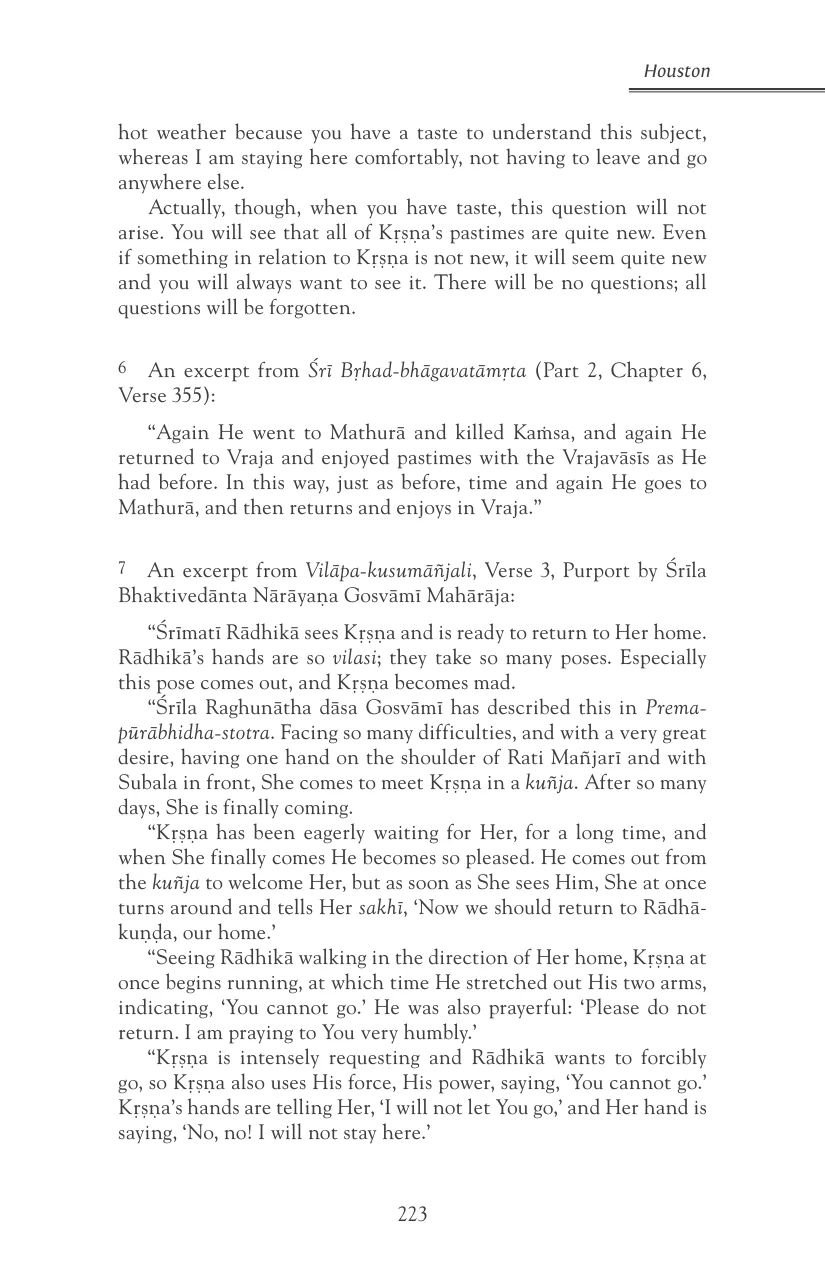 Houston
hot weather because you have a taste to understand this subject,
whereas I am staying here comfortably, not having to leave and go
anywhere else.
Actually, though, when you have taste, this question will not
arise. You will see that all of Kṛṣṇa’s pastimes are quite new. Even
if something in relation to Kṛṣṇa is not new, it will seem quite new
and you will always want to see it. There will be no questions; all
questions will be forgotten.
6 An excerpt from Śrī Bṛhad-bhāgavatāmṛta (Part 2, Chapter 6,
Verse 355):
“Again He went to Mathurā and killed Kaṁsa, and again He
returned to Vraja and enjoyed pastimes with the Vrajavāsīs as He
had before. In this way, just as before, time and again He goes to
Mathurā, and then returns and enjoys in Vraja.”
7 An excerpt from Vilāpa-kusumāñjali, Verse 3, Purport by Śrīla
Bhaktivedānta Nārāyaṇa Gosvāmī Mahārāja:
“Śrīmatī Rādhikā sees Kṛṣṇa and is ready to return to Her home.
Rādhikā’s hands are so vilasi; they take so many poses. Especially
this pose comes out, and Kṛṣṇa becomes mad.
“Śrīla Raghunātha dāsa Gosvāmī has described this in Prema-
pūrābhidha-stotra. Facing so many difficulties, and with a very great
desire, having one hand on the shoulder of Rati Mañjarī and with
Subala in front, She comes to meet Kṛṣṇa in a kuñja. After so many
days, She is finally coming.
“Kṛṣṇa has been eagerly waiting for Her, for a long time, and
when She finally comes He becomes so pleased. He comes out from
the kuñja to welcome Her, but as soon as She sees Him, She at once
turns around and tells Her sakhī, ‘Now we should return to Rādhā-
kuṇḍa, our home.’
“Seeing Rādhikā walking in the direction of Her home, Kṛṣṇa at
once begins running, at which time He stretched out His two arms,
indicating, ‘You cannot go.’ He was also prayerful: ‘Please do not
return. I am praying to You very humbly.’
“Kṛṣṇa is intensely requesting and Rādhikā wants to forcibly
go, so Kṛṣṇa also uses His force, His power, saying, ‘You cannot go.’
Kṛṣṇa’s hands are telling Her, ‘I will not let You go,’ and Her hand is
saying, ‘No, no! I will not stay here.’
223